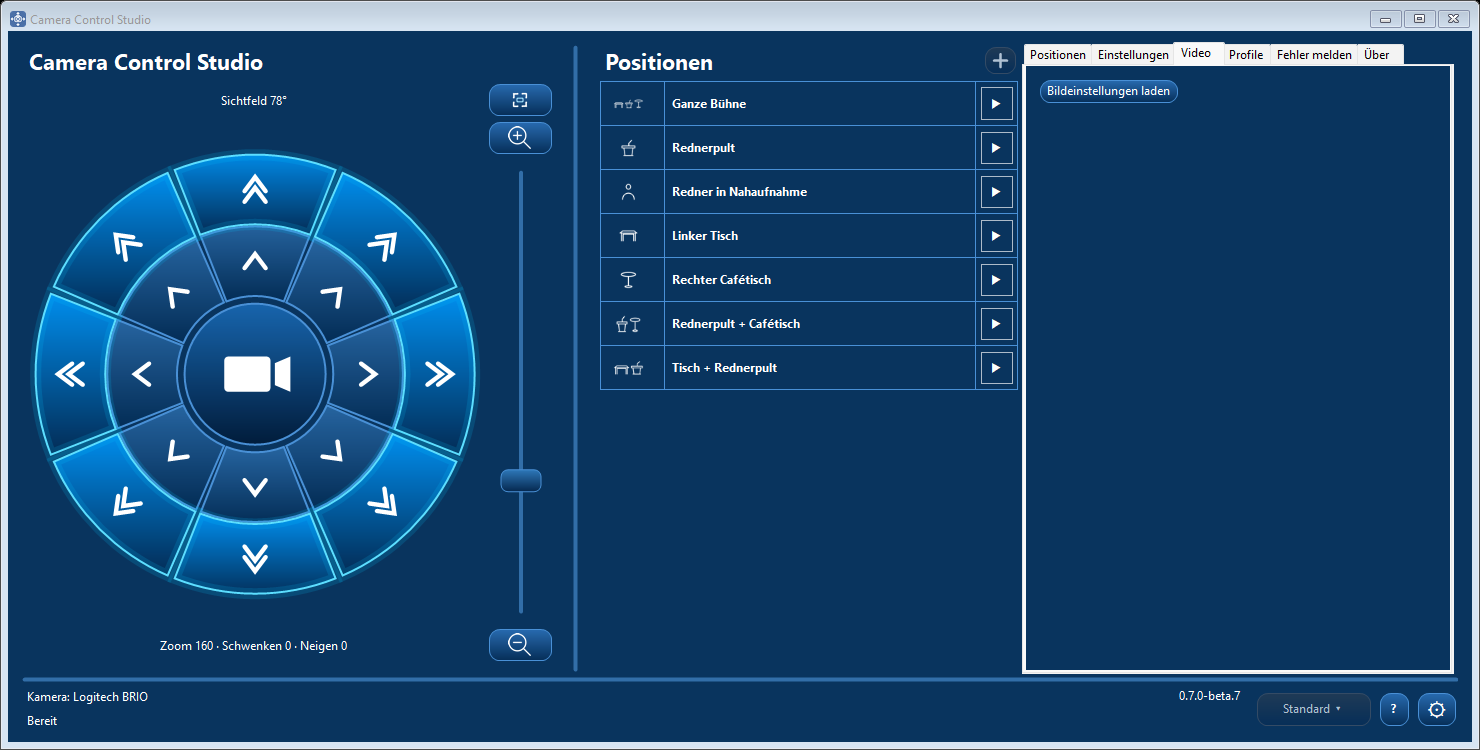 Camera Control Studio
Camera Control Studio
Sichtfeld 78°
Zoom 160 · Schwenken 0 · Neigen 0
Positionen
Ganze Bühne
Rednerpult
Redner in Nahaufnahme
Linker Tisch
Rechter Cafétisch
Rednerpult + Cafétisch
Tisch + Rednerpult
Positionen Einstellungen Video Profile Fehler melden Über
Bildeinstellungen laden
Kamera: Logitech BRIO
Bereit
0.7.0-beta.7
Standard
?